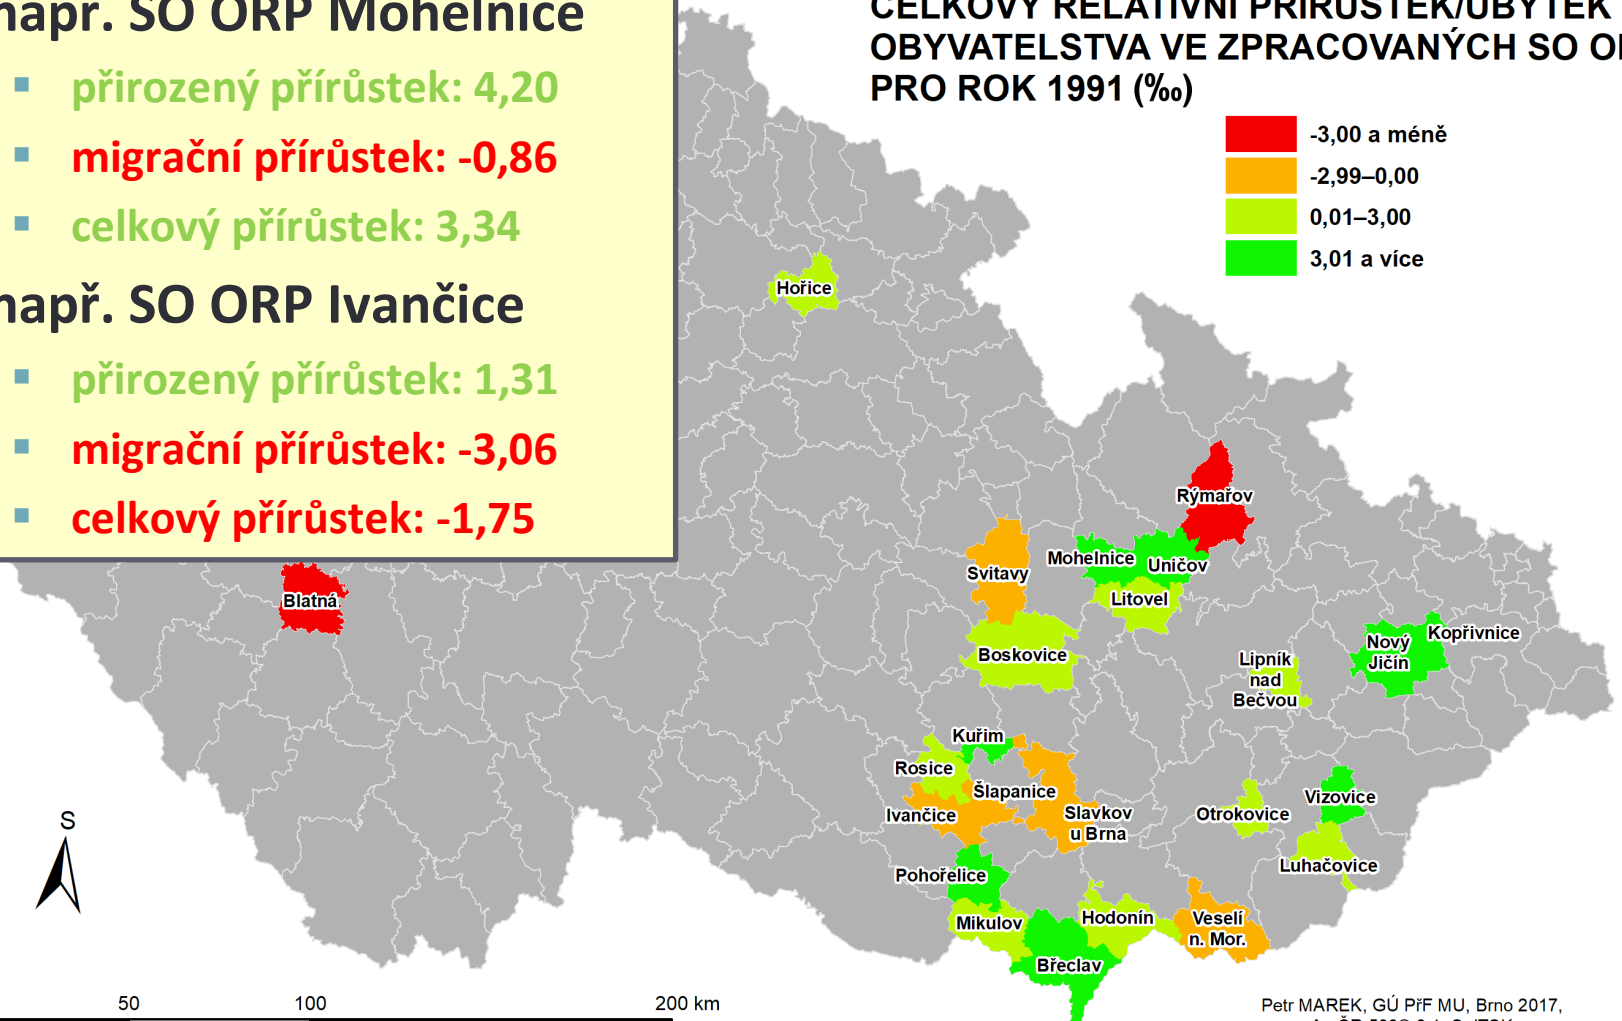 např. SO ORP Mohelnice
▪ přirozený přírůstek: 4,20
▪ migrační přírůstek: -0,86
▪ celkový přírůstek: 3,34
např. SO ORP Ivančice
▪ přirozený přírůstek: 1,31
▪ migrační přírůstek: -3,06
▪ celkový přírůstek: -1,75
CELKOVÝ RELATIVNÍ PŘÍRŮSTEK/ÚBYTEK
OBYVATELSTVA VE ZPRACOVANÝCH SO
PRO ROK 1991 (‰)
-3,00 a méně
-2,99–0,00
0,01–3,00
3,01 a více
Hořice
Rýmařov
Mohelnice
Uničov
Svitavy
Litovel
Blatná
Boskovice
Kopřivnice
Nový
Jičín
Lipník
nad
Bečvou
Kuřim
Rosice
Šlapanice
Ivančice
Slavkov
u Brna
Vizovice
Otrokovice
Luhačovice
Pohořelice
Mikulov
Hodonín
Veselí
n. Mor.
Břeclav
S
50 100 200 km
Petr MAREK, GÚ PřF MU, Brno 2017,